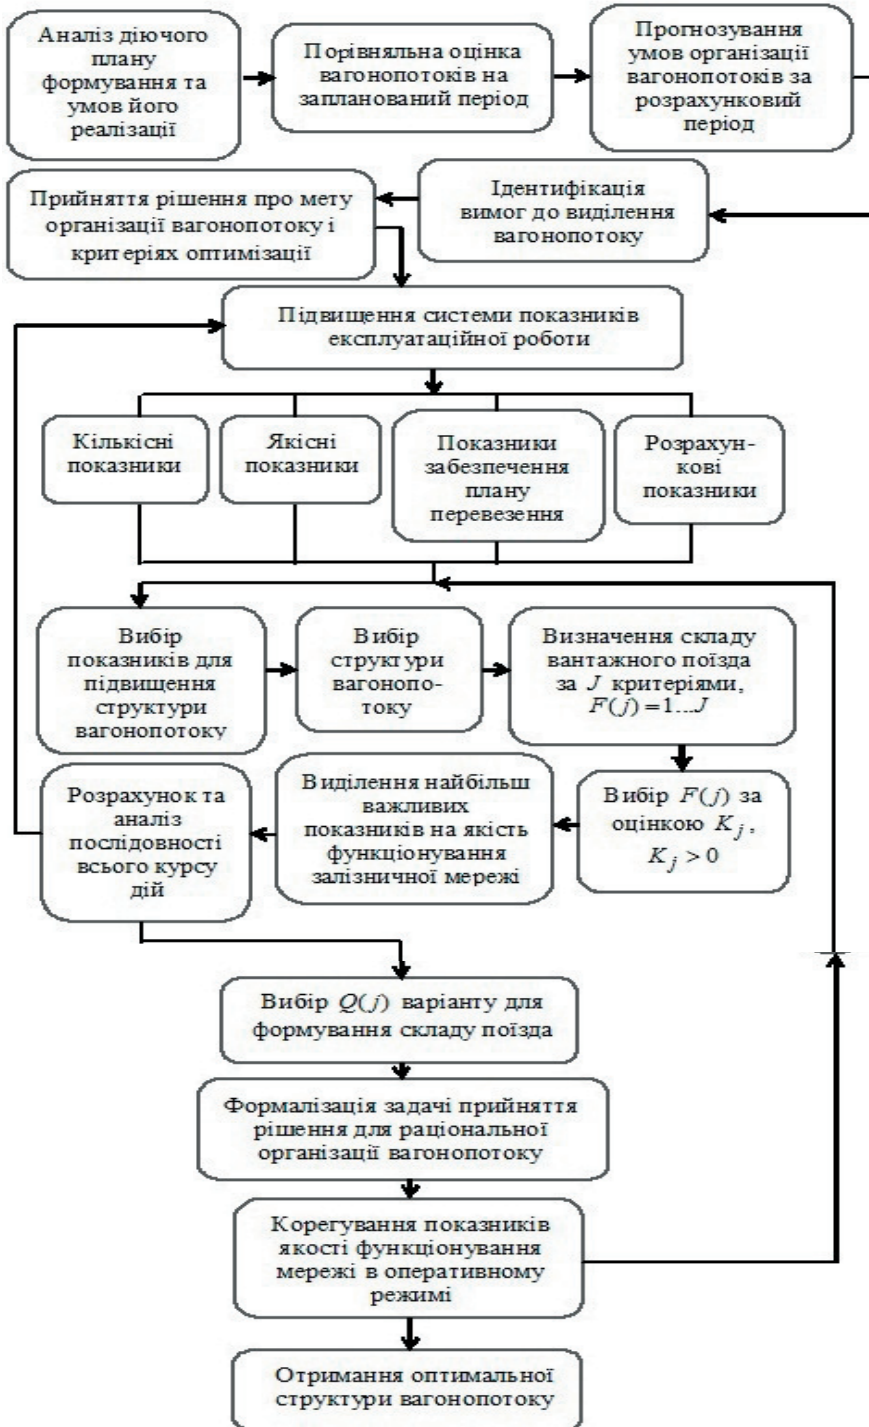 Аналіз діючого
плану
формування та
умов його
реалізації
Порівняльна оцінка
вагонопотоків на
запланований період
Прогнозування
умов організації
вагонопотоків за
розрахунковий
період
Ідентифікація
вимог до виділення
вагонопотоку
Прийняття рішення про мету
організації вагонопотоку і
критеріях оптимізації
Підвищення системи показників
експлуатаційної роботи
Кількісні
показники
Якісні
показники
Показники
забезпечення
плану
перевезення
Розрахун-
кові
показники
Вибір
показників для
підвищення
структури
вагонопотоку
Вибір
структури
вагонопо-
току
Визначення складу
вантажного поїзда
за J критеріями,
F(j)=1...J
Вибір F(j) за
оцінкою K_j,
K_j > 0
Виділення найбільш
важливих
показників на якість
функціонування
залізничної мережі
Розрахунок та
аналіз
послідовності
всього курсу
дій
Вибір Q(j) варіанту для
формування складу поїзда
Формалізація задачі прийняття
рішення для раціональної
організації вагонопотоку
Корегування показників
якості функціонування
мережі в оперативному
режимі
Отримання оптимальної
структури вагонопотоку